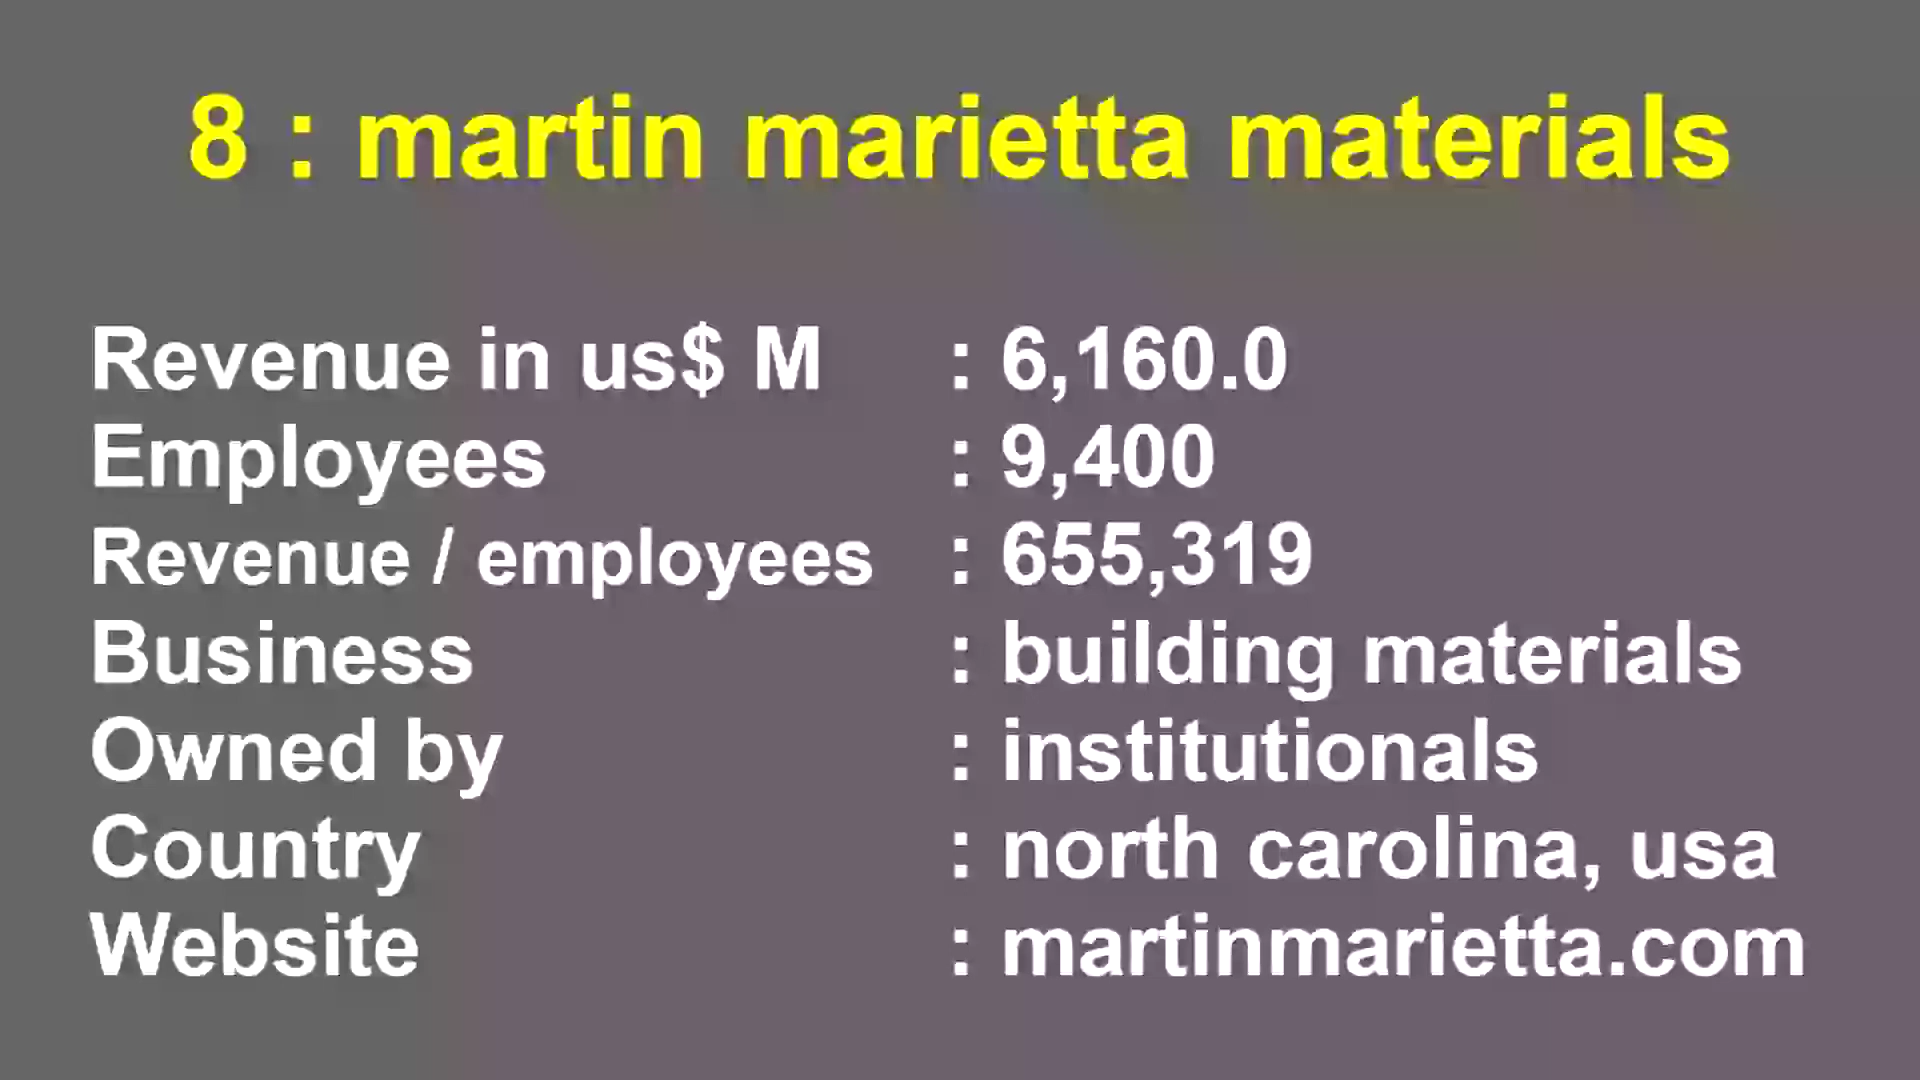 8 : martin marietta materials
Revenue in us$ M : 6,160.0
Employees : 9,400
Revenue / employees : 655,319
Business : building materials
Owned by : institutionals
Country : north carolina, usa
Website : martinmarietta.com